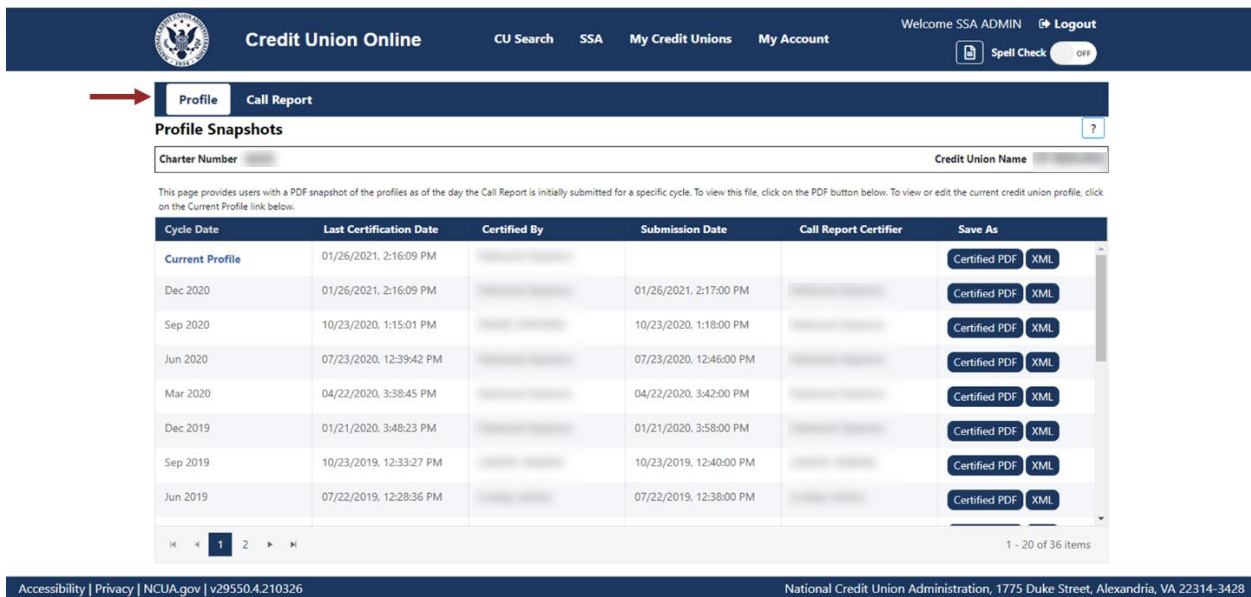 Welcome SSA ADMIN Logout
Credit Union Online CU Search SSA My Credit Unions My Account
Spell Check OFF
Profile Call Report
Profile Snapshots ?
Charter Number Credit Union Name
This page provides users with a PDF snapshot of the profiles as of the day the Call Report is initially submitted for a specific cycle. To view this file, click on the PDF button below. To view or edit the current credit union profile, click
on the Current Profile link below.
Cycle Date Last Certification Date Certified By Submission Date Call Report Certifier Save As
Current Profile 01/26/2021, 2:16:09 PM Certified PDF XML
Dec 2020 01/26/2021, 2:16:09 PM 01/26/2021, 2:17:00 PM Certified PDF XML
Sep 2020 10/23/2020, 1:15:01 PM 10/23/2020, 1:18:00 PM Certified PDF XML
Jun 2020 07/23/2020, 12:39:42 PM 07/23/2020, 12:46:00 PM Certified PDF XML
Mar 2020 04/22/2020, 3:38:45 PM 04/22/2020, 3:42:00 PM Certified PDF XML
Dec 2019 01/21/2020, 3:48:23 PM 01/21/2020, 3:58:00 PM Certified PDF XML
Sep 2019 10/23/2019, 12:33:27 PM 10/23/2019, 12:40:00 PM Certified PDF XML
Jun 2019 07/22/2019, 12:28:36 PM 07/22/2019, 12:38:00 PM Certified PDF XML
1 2 1 - 20 of 36 items
Accessibility | Privacy | NCUA.gov | v29550.4.210326 National Credit Union Administration, 1775 Duke Street, Alexandria, VA 22314-3428